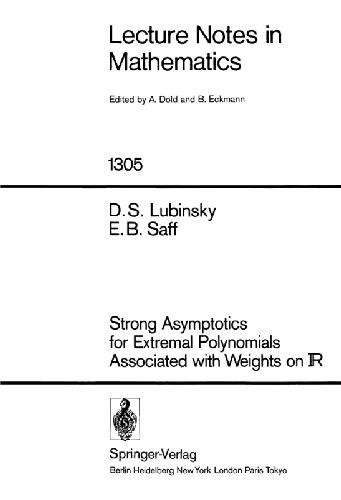 Lecture Notes in
Mathematics
Edited by A. Dold and B. Eckmann
1305
D.S. Lubinsky
E.B. Saff
Strong Asymptotics
for Extremal Polynomials
Associated with Weights on ℝ
Springer-Verlag
Berlin Heidelberg New York London Paris Tokyo